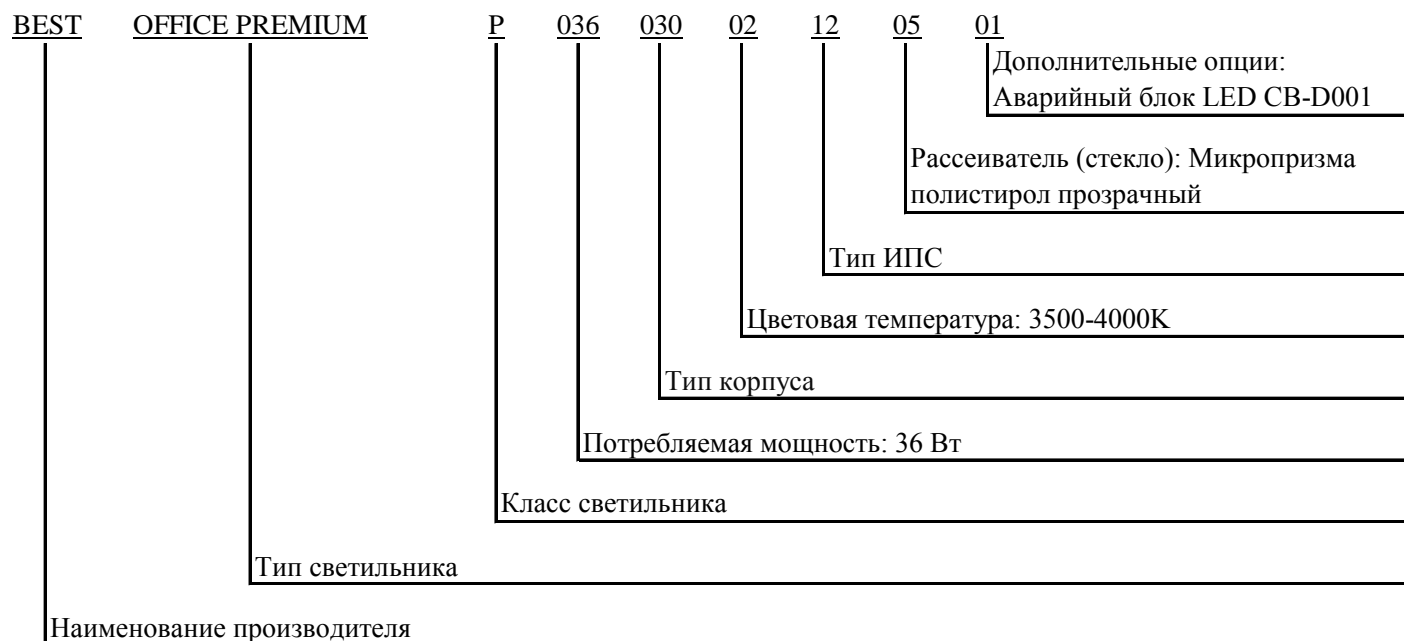 BEST OFFICE PREMIUM P 036 030 02 12 05 01
Дополнительные опции:
Аварийный блок LED CB-D001
Рассеиватель (стекло): Микропризма
полистирол прозрачный
Тип ИПС
Цветовая температура: 3500-4000K
Тип корпуса
Потребляемая мощность: 36 Вт
Класс светильника
Тип светильника
Наименование производителя